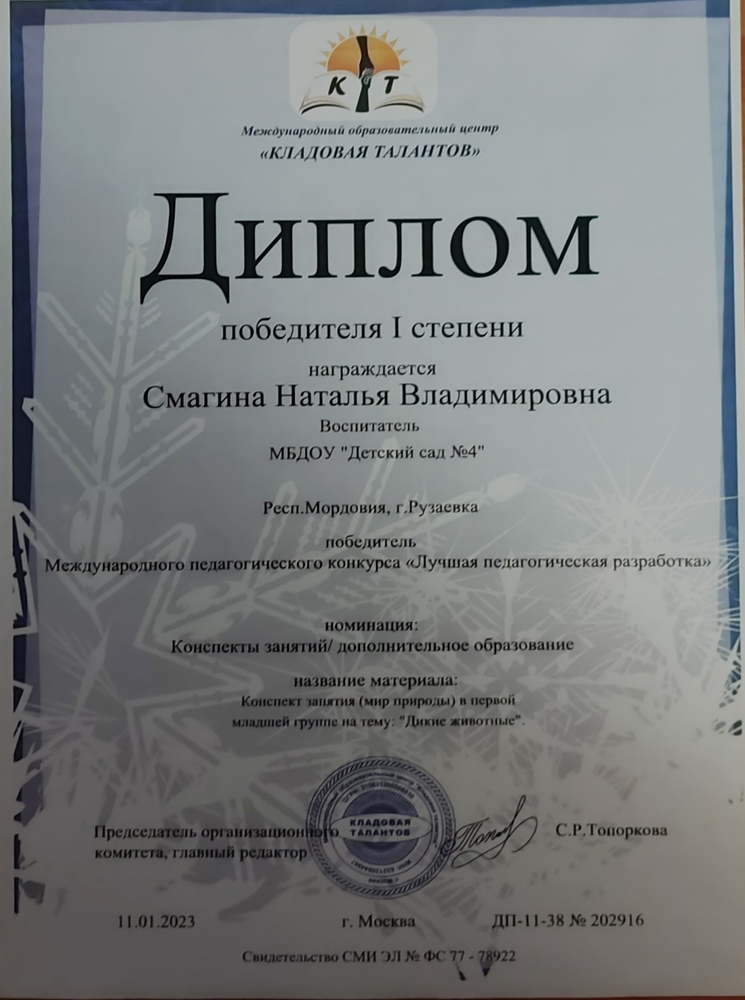 К Т
Международный образовательный центр
«КЛАДОВАЯ ТАЛАНТОВ»
Диплом
победителя I степени
награждается
Смагина Наталья Владимировна
Воспитатель
МБДОУ "Детский сад №4"
Респ.Мордовия, г.Рузаевка
победитель
Международного педагогического конкурса «Лучшая педагогическая разработка»
номинация:
Конспекты занятий/ дополнительное образование
название материала:
Конспект занятия (мир природы) в первой
младшей группе на тему: "Дикие животные".
Председатель организационного
комитета, главный редактор
КЛАДОВАЯ
ТАЛАНТОВ
С.Р.Топоркова
11.01.2023 г. Москва ДП-11-38 № 202916
Свидетельство СМИ ЭЛ № ФС 77 - 78922